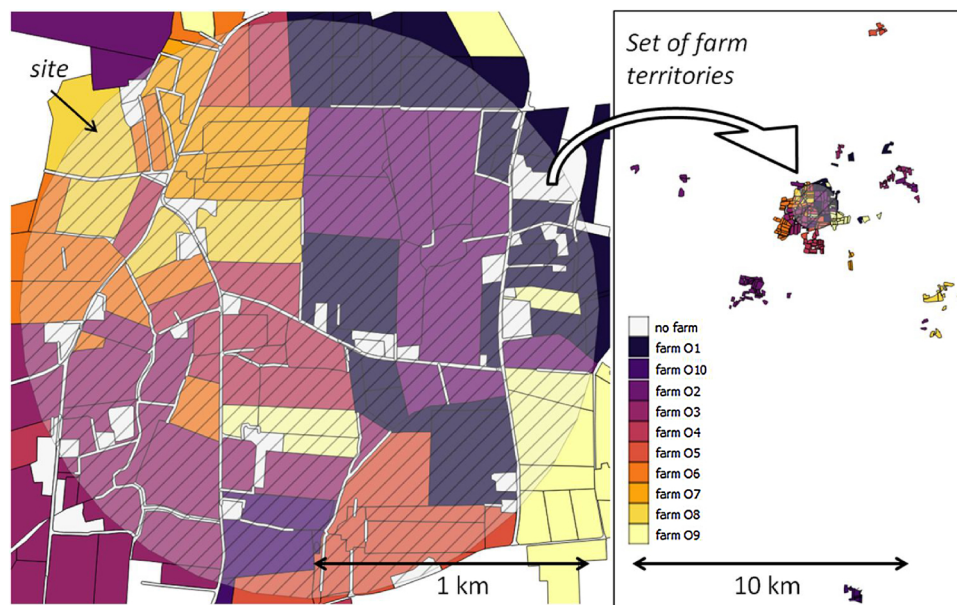 site
Set of farm
territories
no farm
farm O1
farm O10
farm O2
farm O3
farm O4
farm O5
farm O6
farm O7
farm O8
farm O9
1 km
10 km